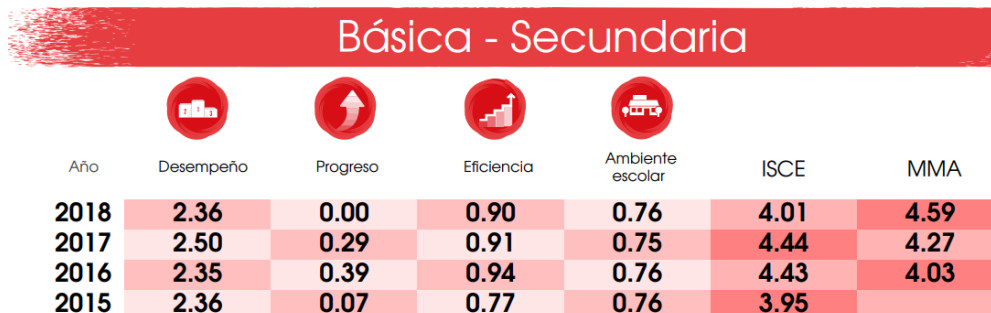 Básica - Secundaria
Año Desempeño Progreso Eficiencia Ambiente escolar ISCE MMA
2018 2.36 0.00 0.90 0.76 4.01 4.59
2017 2.50 0.29 0.91 0.75 4.44 4.27
2016 2.35 0.39 0.94 0.76 4.43 4.03
2015 2.36 0.07 0.77 0.76 3.95